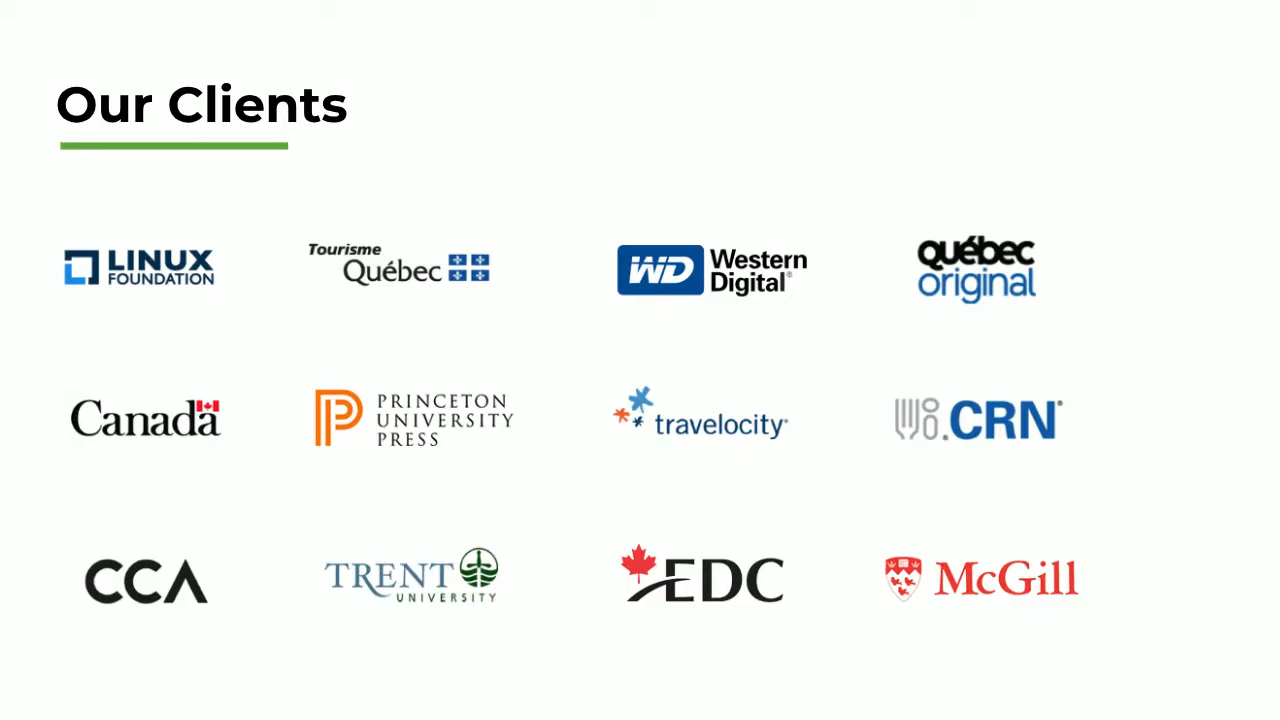 Our Clients
LINUX
FOUNDATION
Tourisme
Québec
WD Western
Digital®
québec
original
Canada
PRINCETON
UNIVERSITY
PRESS
travelocity®
.CRN®
CCA
TRENT
UNIVERSITY
EDC
McGill